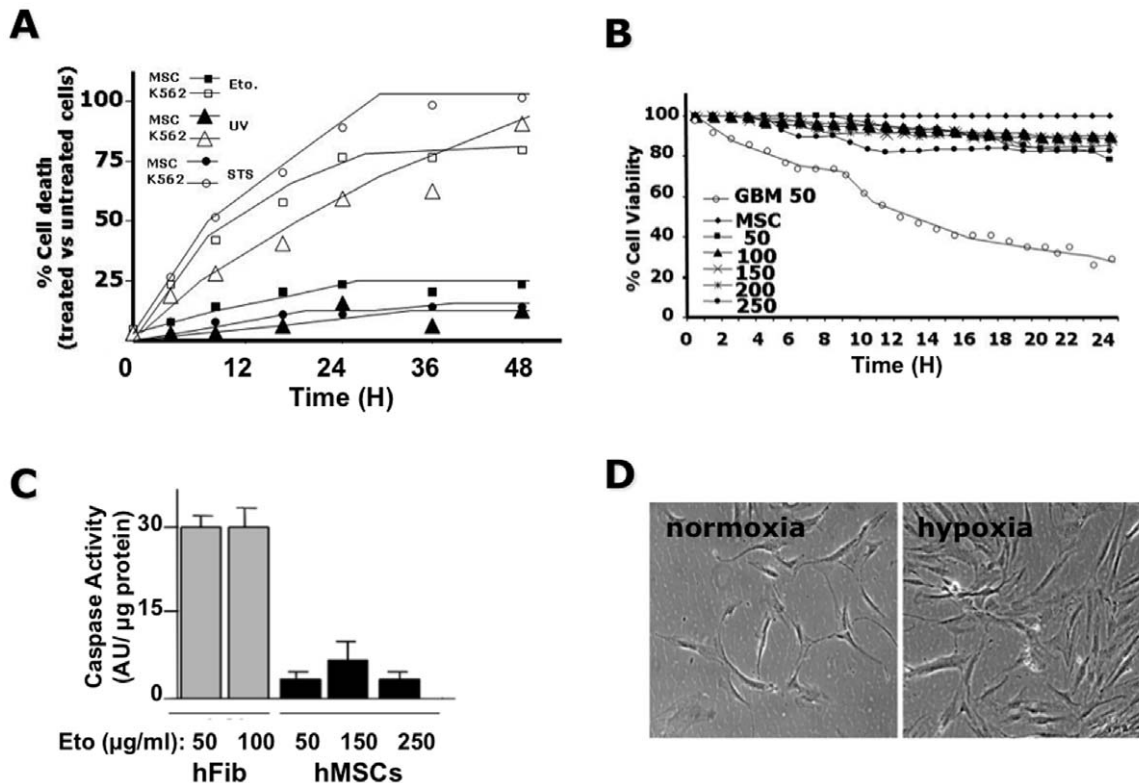 A
% Cell death
(treated vs untreated cells)
100
75
50
25
MSC
K562
Eto.
MSC
K562
UV
MSC
K562
STS
0 12 24 36 48
Time (H)
B
% Cell Viability
100
80
60
40
20
0
GBM 50
MSC
50
100
150
200
250
0 2 4 6 8 10 12 14 16 18 20 22 24
Time (H)
C
Caspase Activity
(AU/ µg protein)
30
15
0
Eto (µg/ml): 50 100 50 150 250
hFib hMSCs
D
normoxia hypoxia